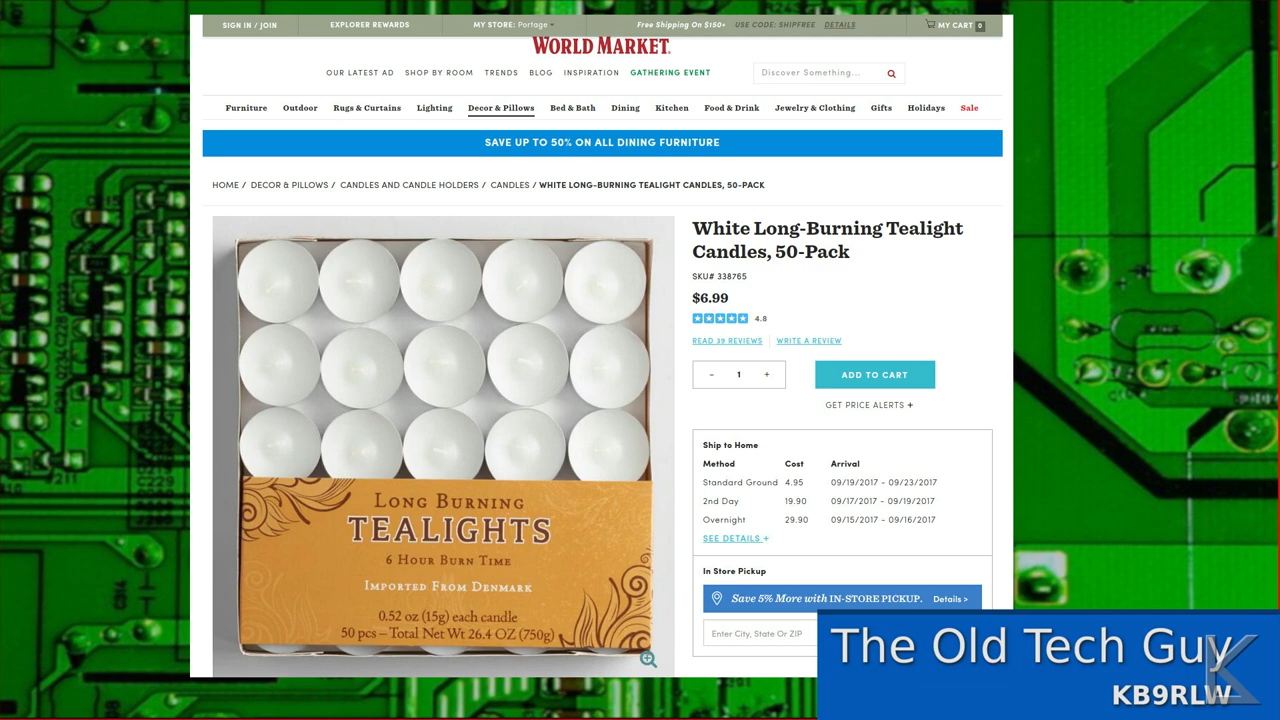 SIGN IN / JOIN
EXPLORER REWARDS
MY STORE: Portage
Free Shipping On $150+ USE CODE: SHIPFREE DETAILS
MY CART 0
WORLD MARKET
OUR LATEST AD SHOP BY ROOM TRENDS BLOG INSPIRATION GATHERING EVENT
Discover Something...
Furniture Outdoor Rugs & Curtains Lighting Decor & Pillows Bed & Bath Dining Kitchen Food & Drink Jewelry & Clothing Gifts Holidays Sale
SAVE UP TO 50% ON ALL DINING FURNITURE
HOME / DECOR & PILLOWS / CANDLES AND CANDLE HOLDERS / CANDLES / WHITE LONG-BURNING TEALIGHT CANDLES, 50-PACK
LONG BURNING
TEALIGHTS
6 HOUR BURN TIME
IMPORTED FROM DENMARK
0.52 oz (15g) each candle
50 pcs – Total Net Wt 26.4 OZ (750g)
White Long-Burning Tealight
Candles, 50-Pack
SKU# 338765
$6.99
4.8
READ 39 REVIEWS WRITE A REVIEW
- 1 +
ADD TO CART
GET PRICE ALERTS +
Ship to Home
Method Cost Arrival
Standard Ground 4.95 09/19/2017 - 09/23/2017
2nd Day 19.90 09/17/2017 - 09/19/2017
Overnight 29.90 09/15/2017 - 09/16/2017
SEE DETAILS +
In Store Pickup
Save 5% More with IN-STORE PICKUP. Details >
Enter City, State Or ZIP
The Old Tech Guy
KB9RLW